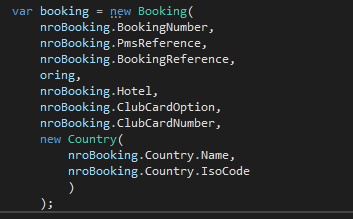 var booking = new Booking(
nroBooking.BookingNumber,
nroBooking.PmsReference,
nroBooking.BookingReference,
oring,
nroBooking.Hotel,
nroBooking.ClubCardOption,
nroBooking.ClubCardNumber,
new Country(
nroBooking.Country.Name,
nroBooking.Country.IsoCode
)
);